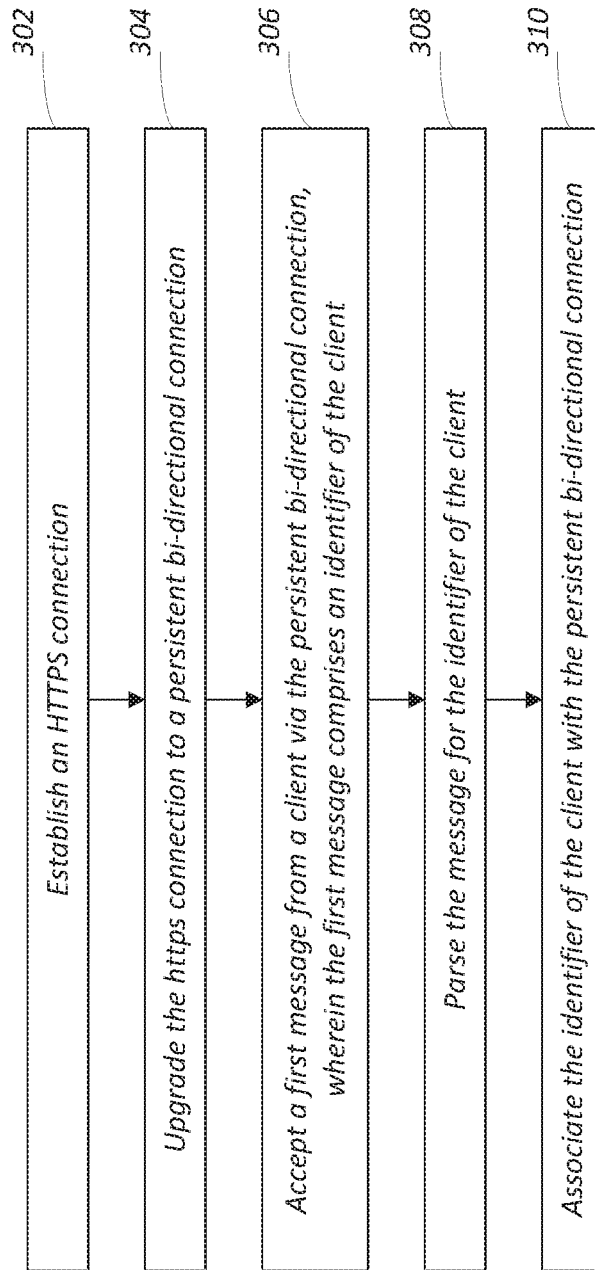 302
Establish an HTTPS connection
304
Upgrade the https connection to a persistent bi-directional connection
306
Accept a first message from a client via the persistent bi-directional connection,
wherein the first message comprises an identifier of the client
308
Parse the message for the identifier of the client
310
Associate the identifier of the client with the persistent bi-directional connection